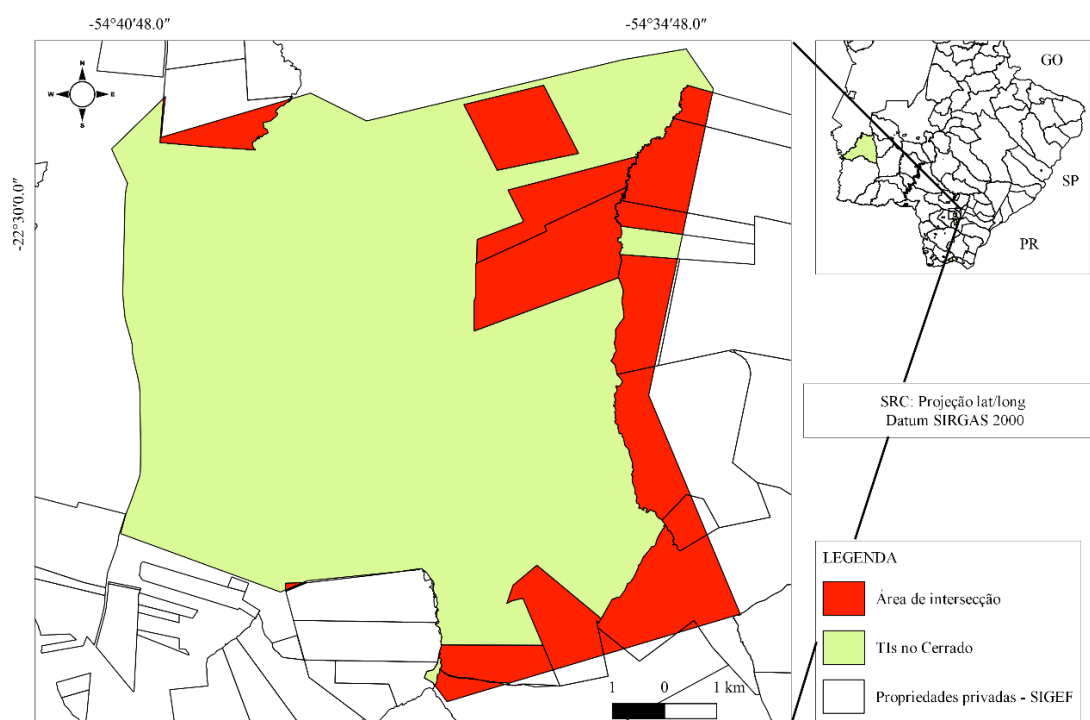 -54°40'48.0"
-54°34'48.0"
-22°30'0.0"
N
W
E
S
GO
SP
PR
SRC: Projeção lat/long
Datum SIRGAS 2000
LEGENDA
Área de intersecção
TIs no Cerrado
Propriedades privadas - SIGEF
1 0 1 km